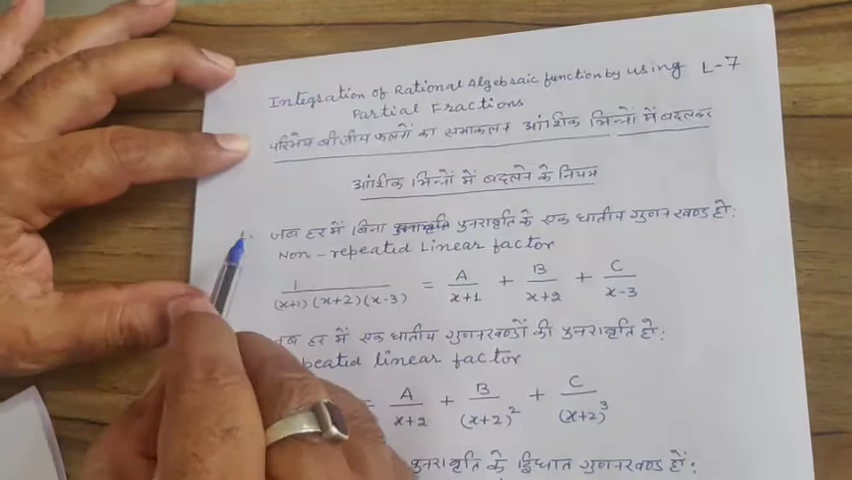 Integration of Rational Algebraic function by using L-7
Partial Fractions
परिमेय बीजीय फलनों का समाकलन आंशिक भिन्नों में बदलकर
आंशिक भिन्नों में बदलने के नियम
1. जब हर में बिना पुनरावृति के एक घातीय गुणनखण्ड हो:
Non-repeated Linear factor
1/((x+1)(x+2)(x-3)) = A/(x+1) + B/(x+2) + C/(x-3)
जब हर में एक घातीय गुणनखण्डों की पुनरावृति हो:
peated linear factor
= A/(x+2) + B/(x+2)² + C/(x+2)³
पुनरावृति के द्विघात गुणनखण्ड हों: